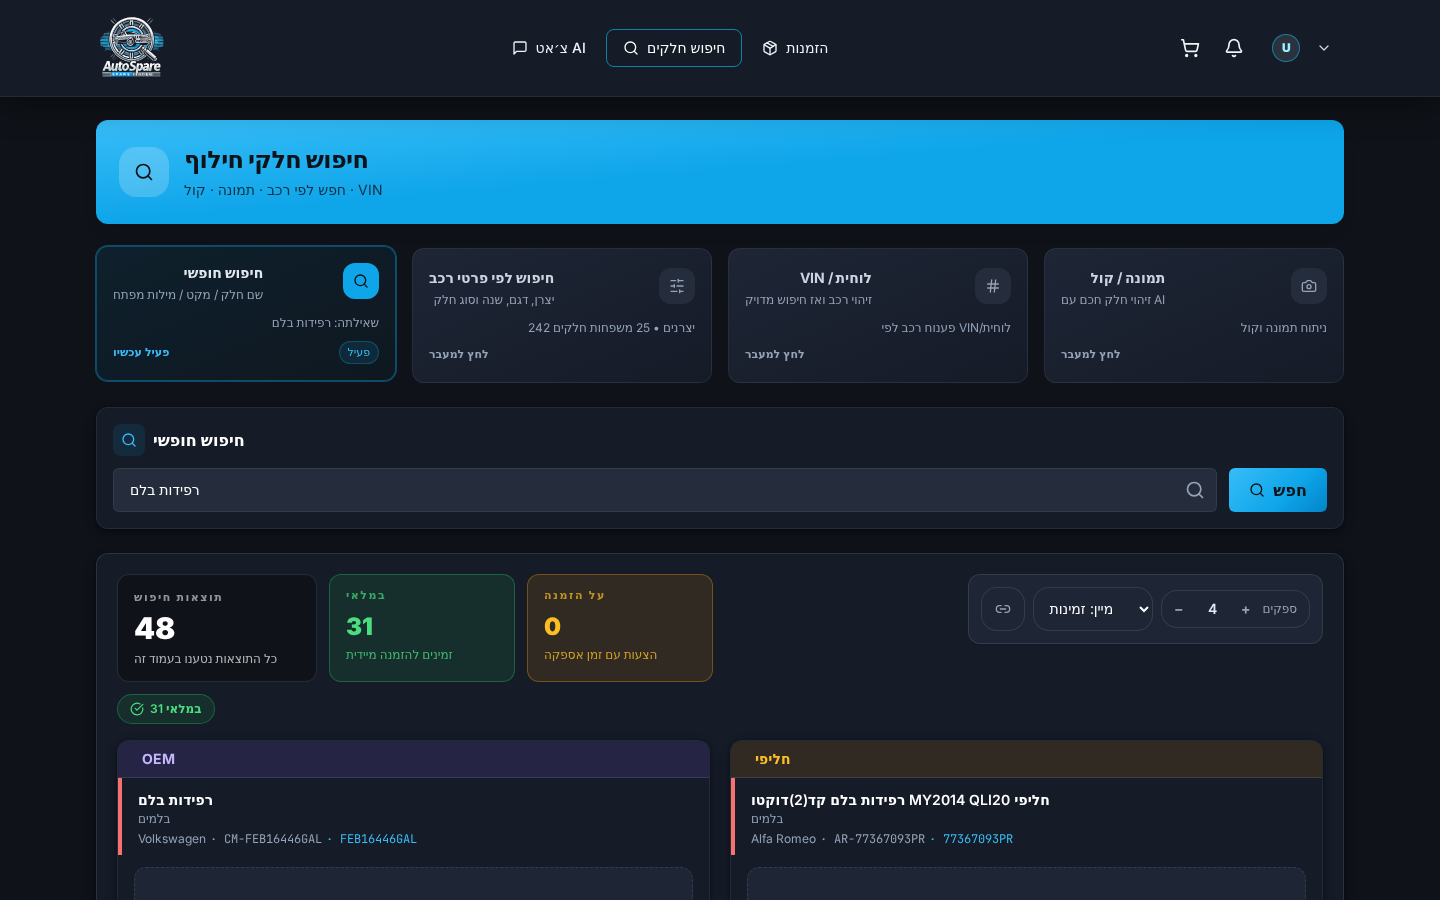 AutoSpare
AI צ׳אט
חיפוש חלקים
הזמנות
U
חיפוש חלקי חילוף
חפש לפי רכב · תמונה · קול · VIN
חיפוש חופשי
שם חלק / מקט / מילות מפתח
שאילתה: רפידות בלם
פעיל עכשיו
פעיל
חיפוש לפי פרטי רכב
יצרן, דגם, שנה וסוג חלק
242 יצרנים • 25 משפחות חלקים
לחץ למעבר
לוחית / VIN
זיהוי רכב ואז חיפוש מדויק
פענוח רכב לפי לוחית/VIN
לחץ למעבר
תמונה / קול
זיהוי חלק חכם עם AI
ניתוח תמונה וקול
לחץ למעבר
חיפוש חופשי
רפידות בלם
חפש
תוצאות חיפוש
48
כל התוצאות נטענו בעמוד זה
במלאי
31
זמינים להזמנה מיידית
על הזמנה
0
הצעות עם זמן אספקה
מיין: זמינות
− 4 + ספקים
31 במלאי
OEM
רפידות בלם
בלמים
Volkswagen · CM-FEB16446GAL · FEB16446GAL
חליפי
חליפי MY2014 QLI20 רפידות בלם קד(2)דוקטו
בלמים
Alfa Romeo · AR-77367093PR · 77367093PR